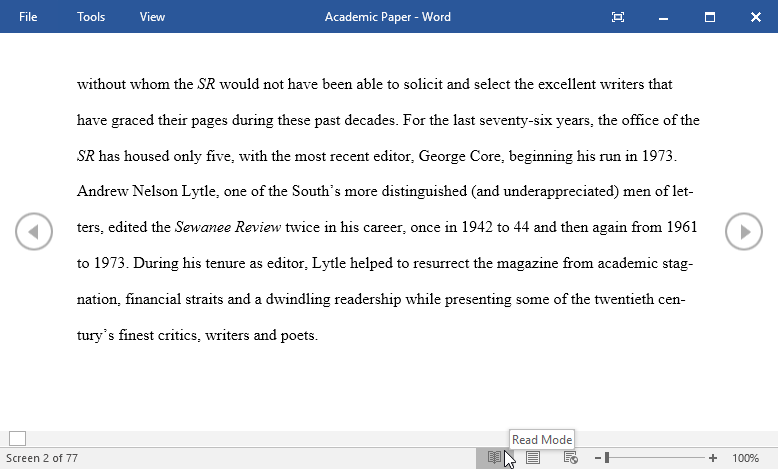 File Tools View Academic Paper - Word
without whom the SR would not have been able to solicit and select the excellent writers that
have graced their pages during these past decades. For the last seventy-six years, the office of the
SR has housed only five, with the most recent editor, George Core, beginning his run in 1973.
Andrew Nelson Lytle, one of the South’s more distinguished (and underappreciated) men of let-
ters, edited the Sewanee Review twice in his career, once in 1942 to 44 and then again from 1961
to 1973. During his tenure as editor, Lytle helped to resurrect the magazine from academic stag-
nation, financial straits and a dwindling readership while presenting some of the twentieth cen-
tury’s finest critics, writers and poets.
Read Mode
Screen 2 of 77 100%